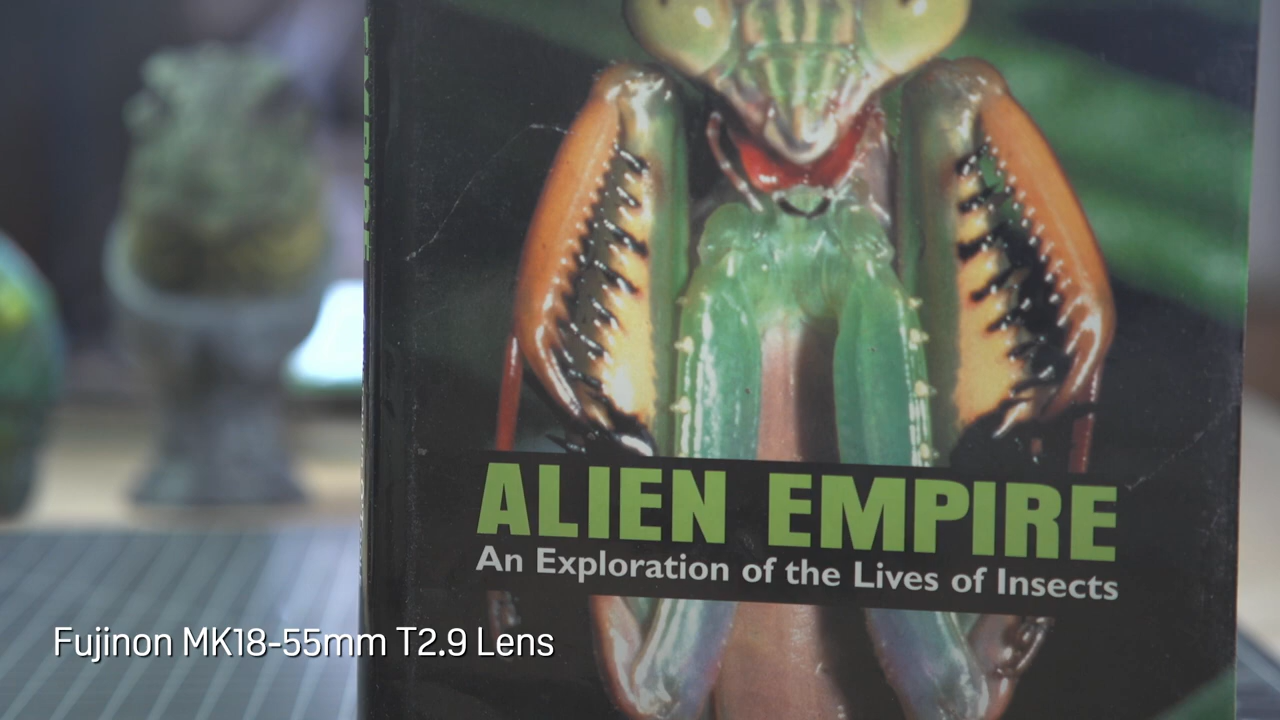 ALIEN EMPIRE
An Exploration of the Lives of Insects
Fujinon MK18-55mm T2.9 Lens